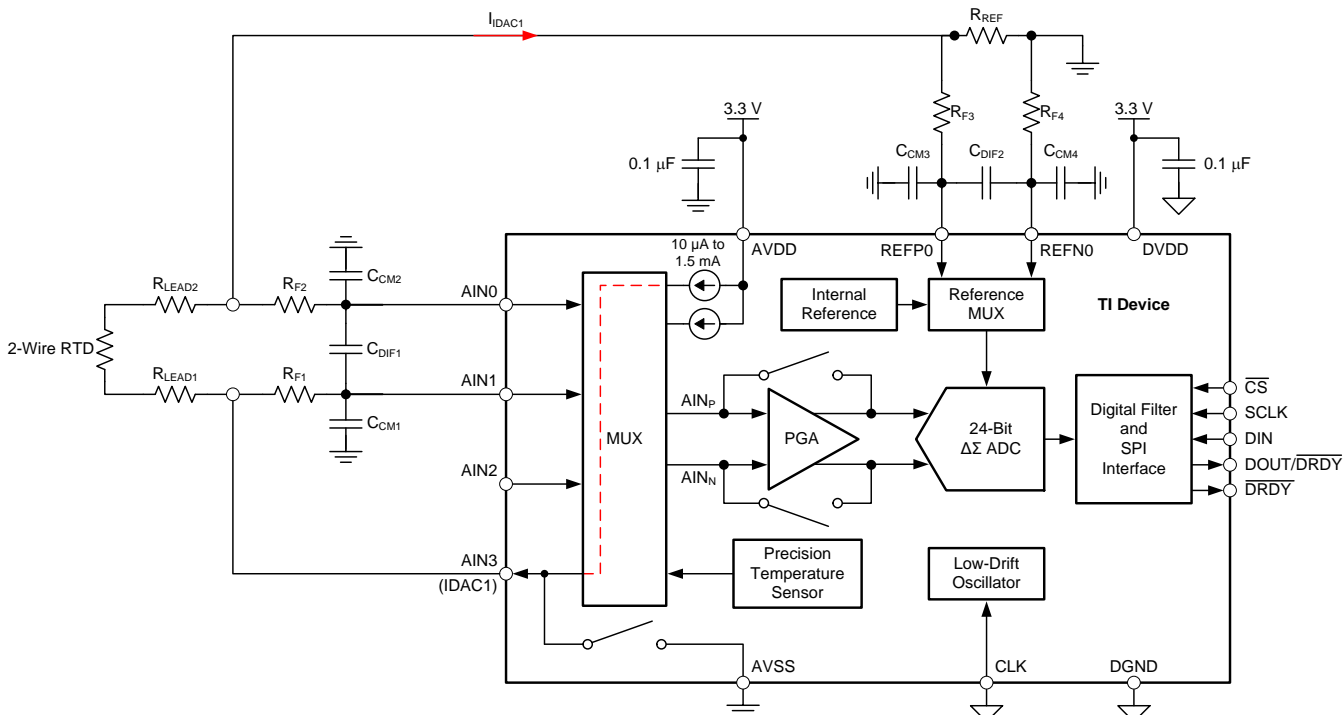 IIDAC1
RREF
3.3 V
3.3 V
RF3
RF4
0.1 μF
CCM3
CDIF2
CCM4
0.1 μF
AVDD
REFP0
REFN0
DVDD
10 μA to
1.5 mA
CCM2
RLEAD2
RF2
AIN0
Internal
Reference
Reference
MUX
TI Device
2-Wire RTD
CDIF1
RLEAD1
RF1
AIN1
CCM1
MUX
AINP
PGA
AINN
24-Bit
ΔΣ ADC
Digital Filter
and
SPI
Interface
CS
SCLK
DIN
DOUT/DRDY
DRDY
AIN2
AIN3
(IDAC1)
Precision
Temperature
Sensor
Low-Drift
Oscillator
AVSS
CLK
DGND